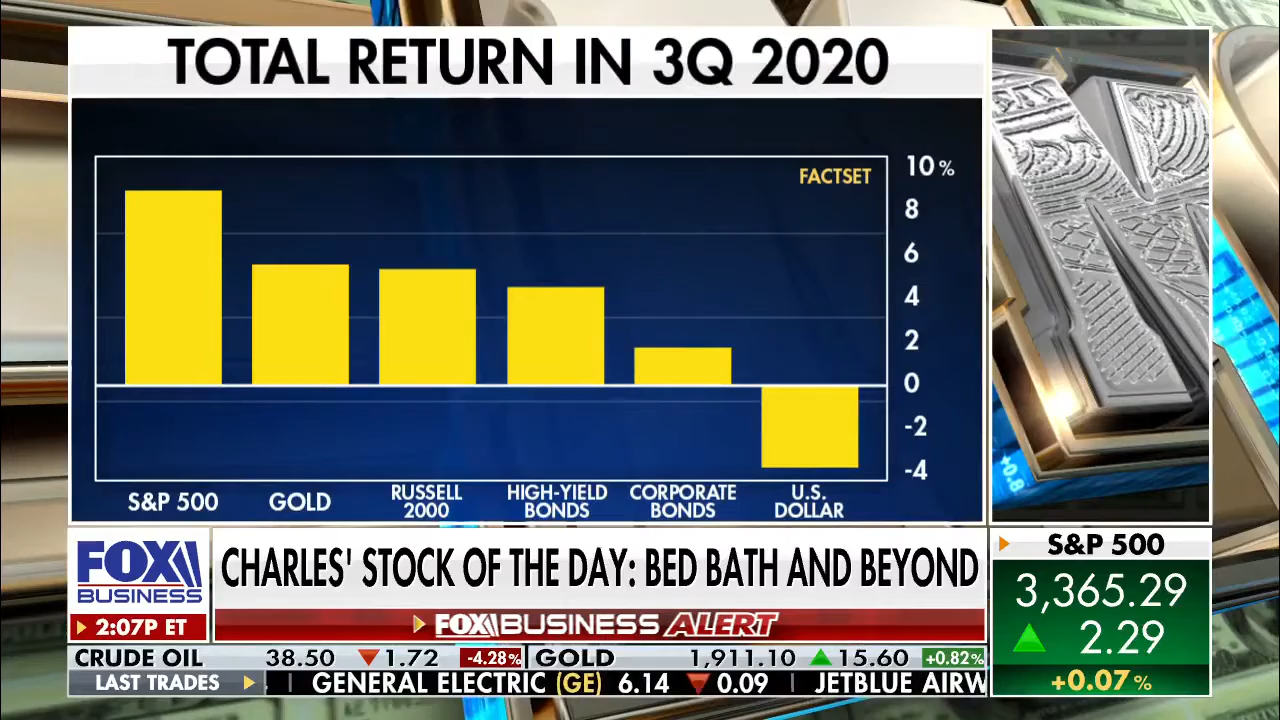 TOTAL RETURN IN 3Q 2020
FACTSET
10%
8
6
4
2
0
-2
-4
S&P 500
GOLD
RUSSELL
2000
HIGH-YIELD
BONDS
CORPORATE
BONDS
U.S.
DOLLAR
+0.8
FOX
BUSINESS
2:07P ET
CHARLES' STOCK OF THE DAY: BED BATH AND BEYOND
FOX BUSINESS ALERT
S&P 500
3,365.29
2.29
+0.07%
CRUDE OIL 38.50 1.72 -4.28% GOLD 1,911.10 15.60 +0.82%
LAST TRADES GENERAL ELECTRIC (GE) 6.14 0.09 JETBLUE AIRW